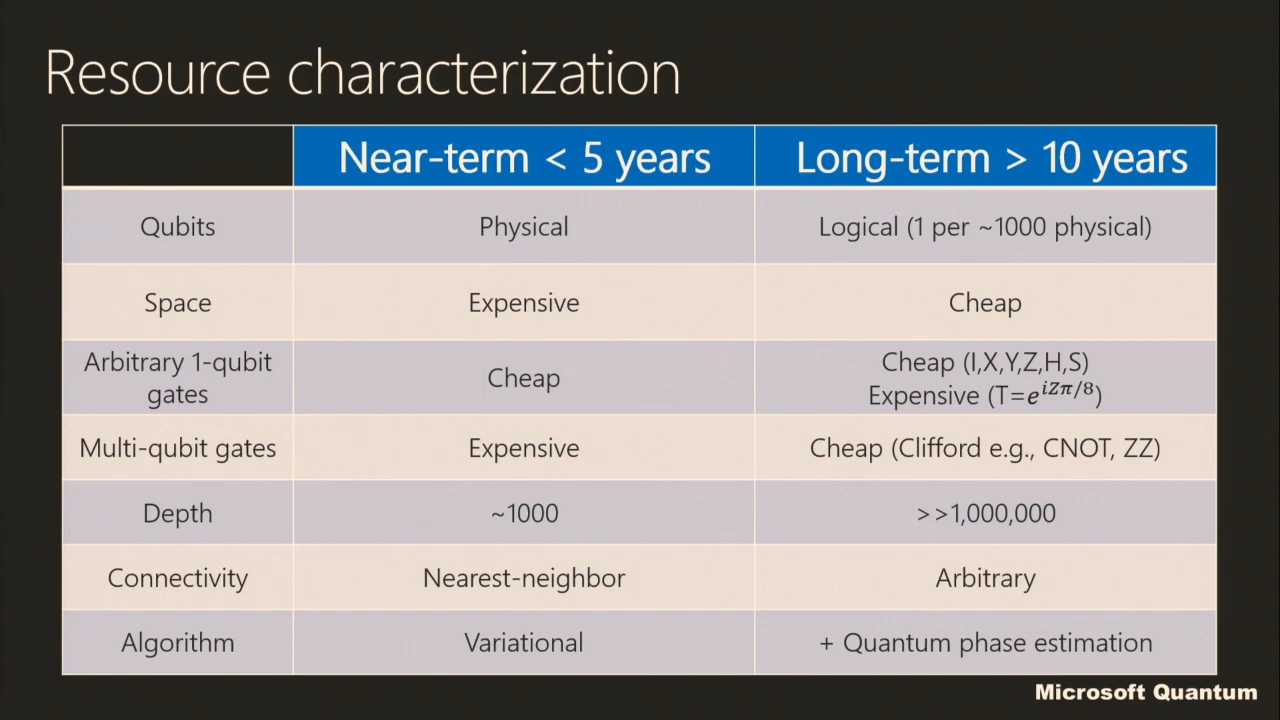 Resource characterization
Near-term < 5 years
Long-term > 10 years
Qubits
Physical
Logical (1 per ~1000 physical)
Space
Expensive
Cheap
Arbitrary 1-qubit
gates
Cheap
Cheap (I,X,Y,Z,H,S)
Expensive (T=e^{iZπ/8})
Multi-qubit gates
Expensive
Cheap (Clifford e.g., CNOT, ZZ)
Depth
~1000
>>1,000,000
Connectivity
Nearest-neighbor
Arbitrary
Algorithm
Variational
+ Quantum phase estimation
Microsoft Quantum